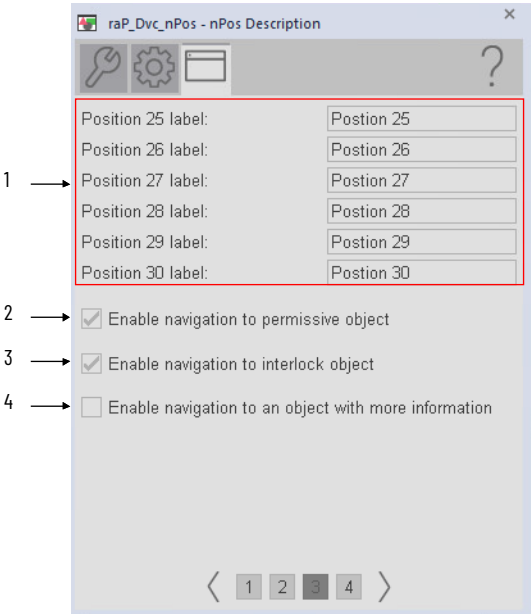 raP_Dvc_nPos - nPos Description
×
?
Position 25 label: Postion 25
Position 26 label: Postion 26
1
Position 27 label: Postion 27
Position 28 label: Postion 28
Position 29 label: Postion 29
Position 30 label: Postion 30
2
Enable navigation to permissive object
3
Enable navigation to interlock object
4
Enable navigation to an object with more information
1 2 3 4